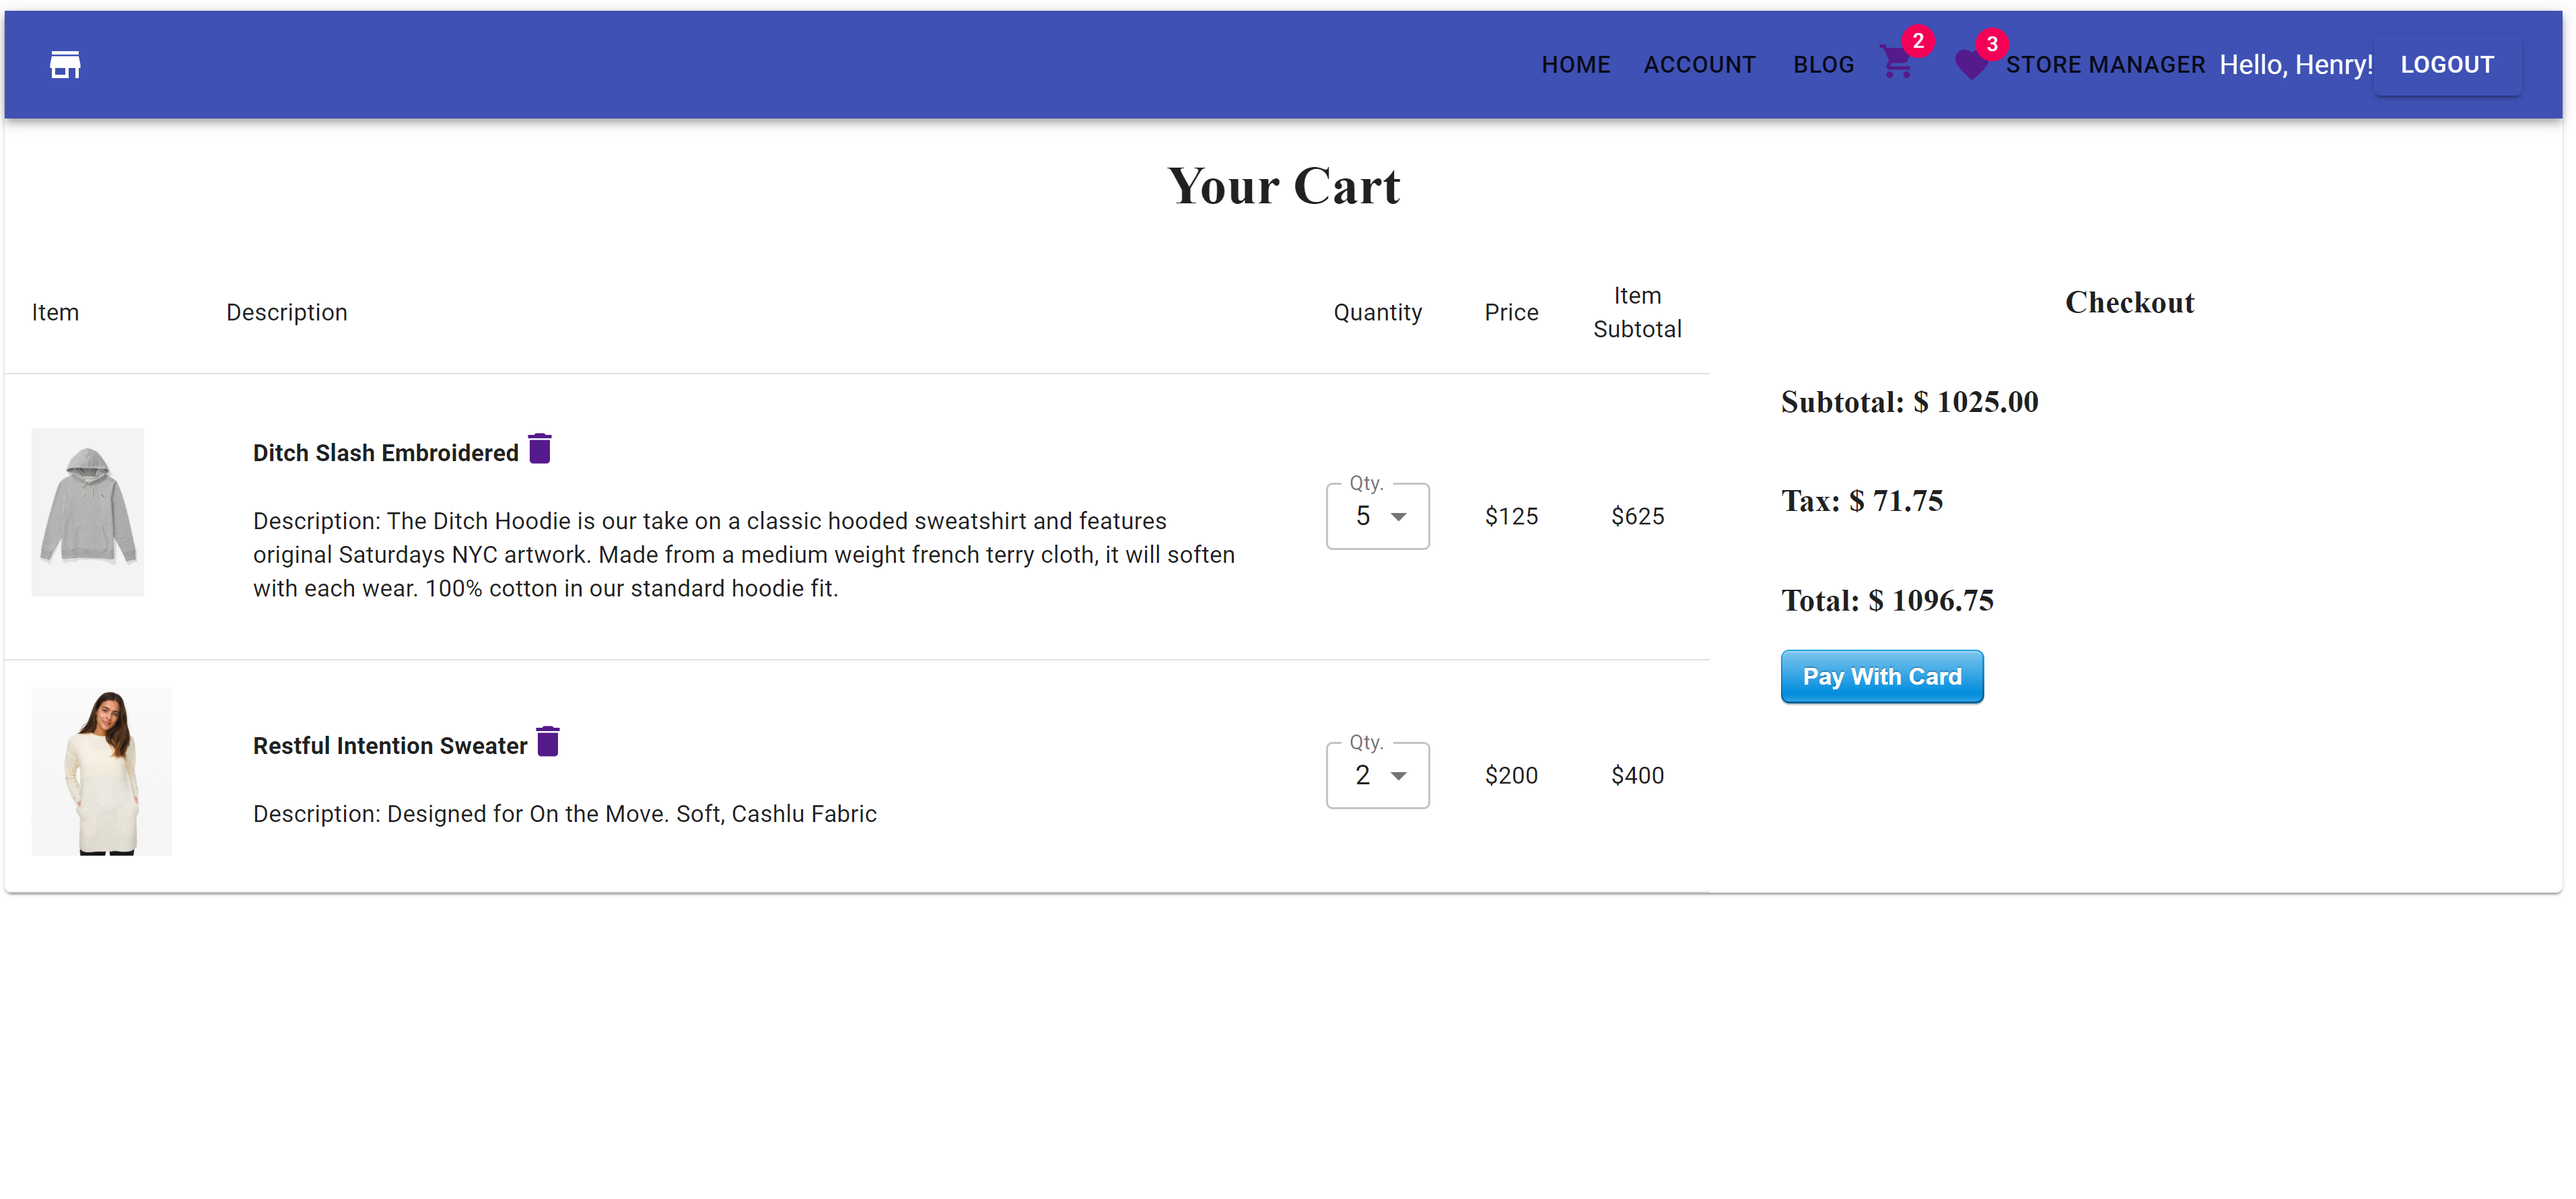 HOME ACCOUNT BLOG 2 3 STORE MANAGER Hello, Henry! LOGOUT
Your Cart
Item Description Quantity Price Item Subtotal
Ditch Slash Embroidered
Description: The Ditch Hoodie is our take on a classic hooded sweatshirt and features
original Saturdays NYC artwork. Made from a medium weight french terry cloth, it will soften
with each wear. 100% cotton in our standard hoodie fit.
Qty.
5 $125 $625
Restful Intention Sweater
Description: Designed for On the Move. Soft, Cashlu Fabric
Qty.
2 $200 $400
Checkout
Subtotal: $ 1025.00
Tax: $ 71.75
Total: $ 1096.75
Pay With Card